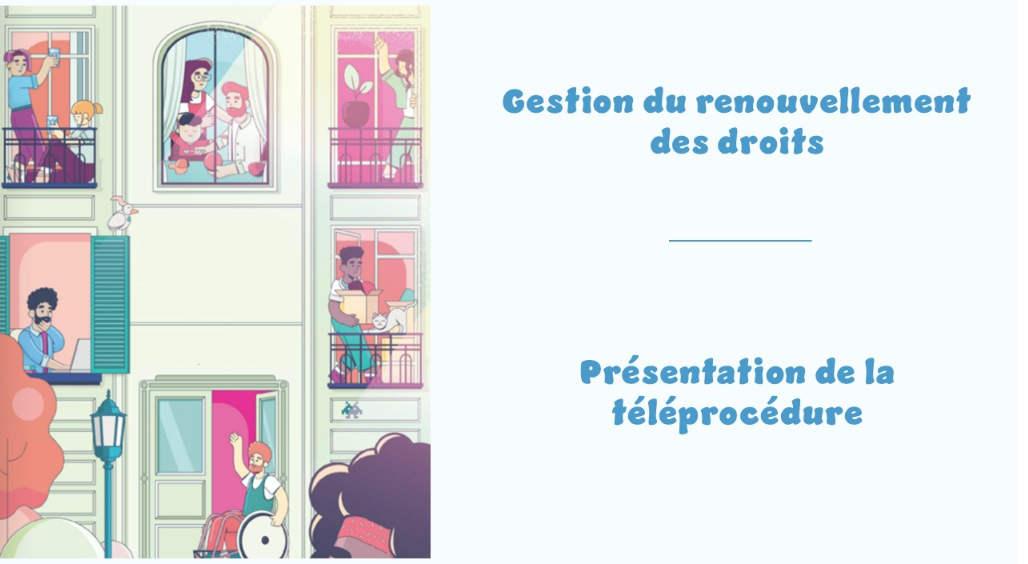 Gestion du renouvellement
des droits
Présentation de la
téléprocédure